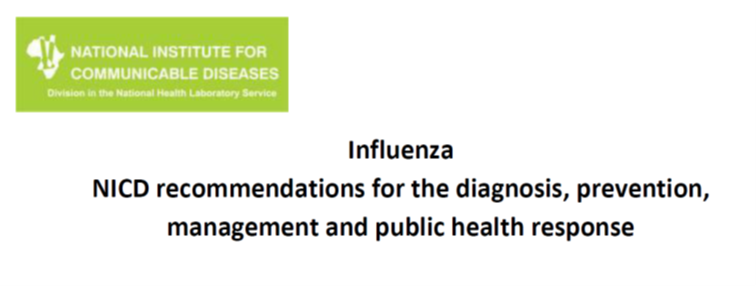 NATIONAL INSTITUTE FOR
COMMUNICABLE DISEASES
Division in the National Health Laboratory Service
Influenza
NICD recommendations for the diagnosis, prevention,
management and public health response